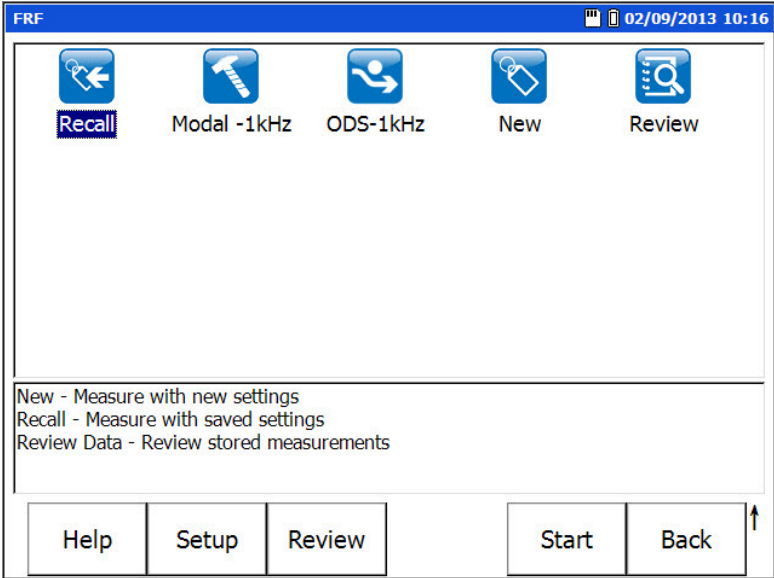 FRF 02/09/2013 10:16
Recall Modal -1kHz ODS-1kHz New Review
New - Measure with new settings
Recall - Measure with saved settings
Review Data - Review stored measurements
Help Setup Review Start Back